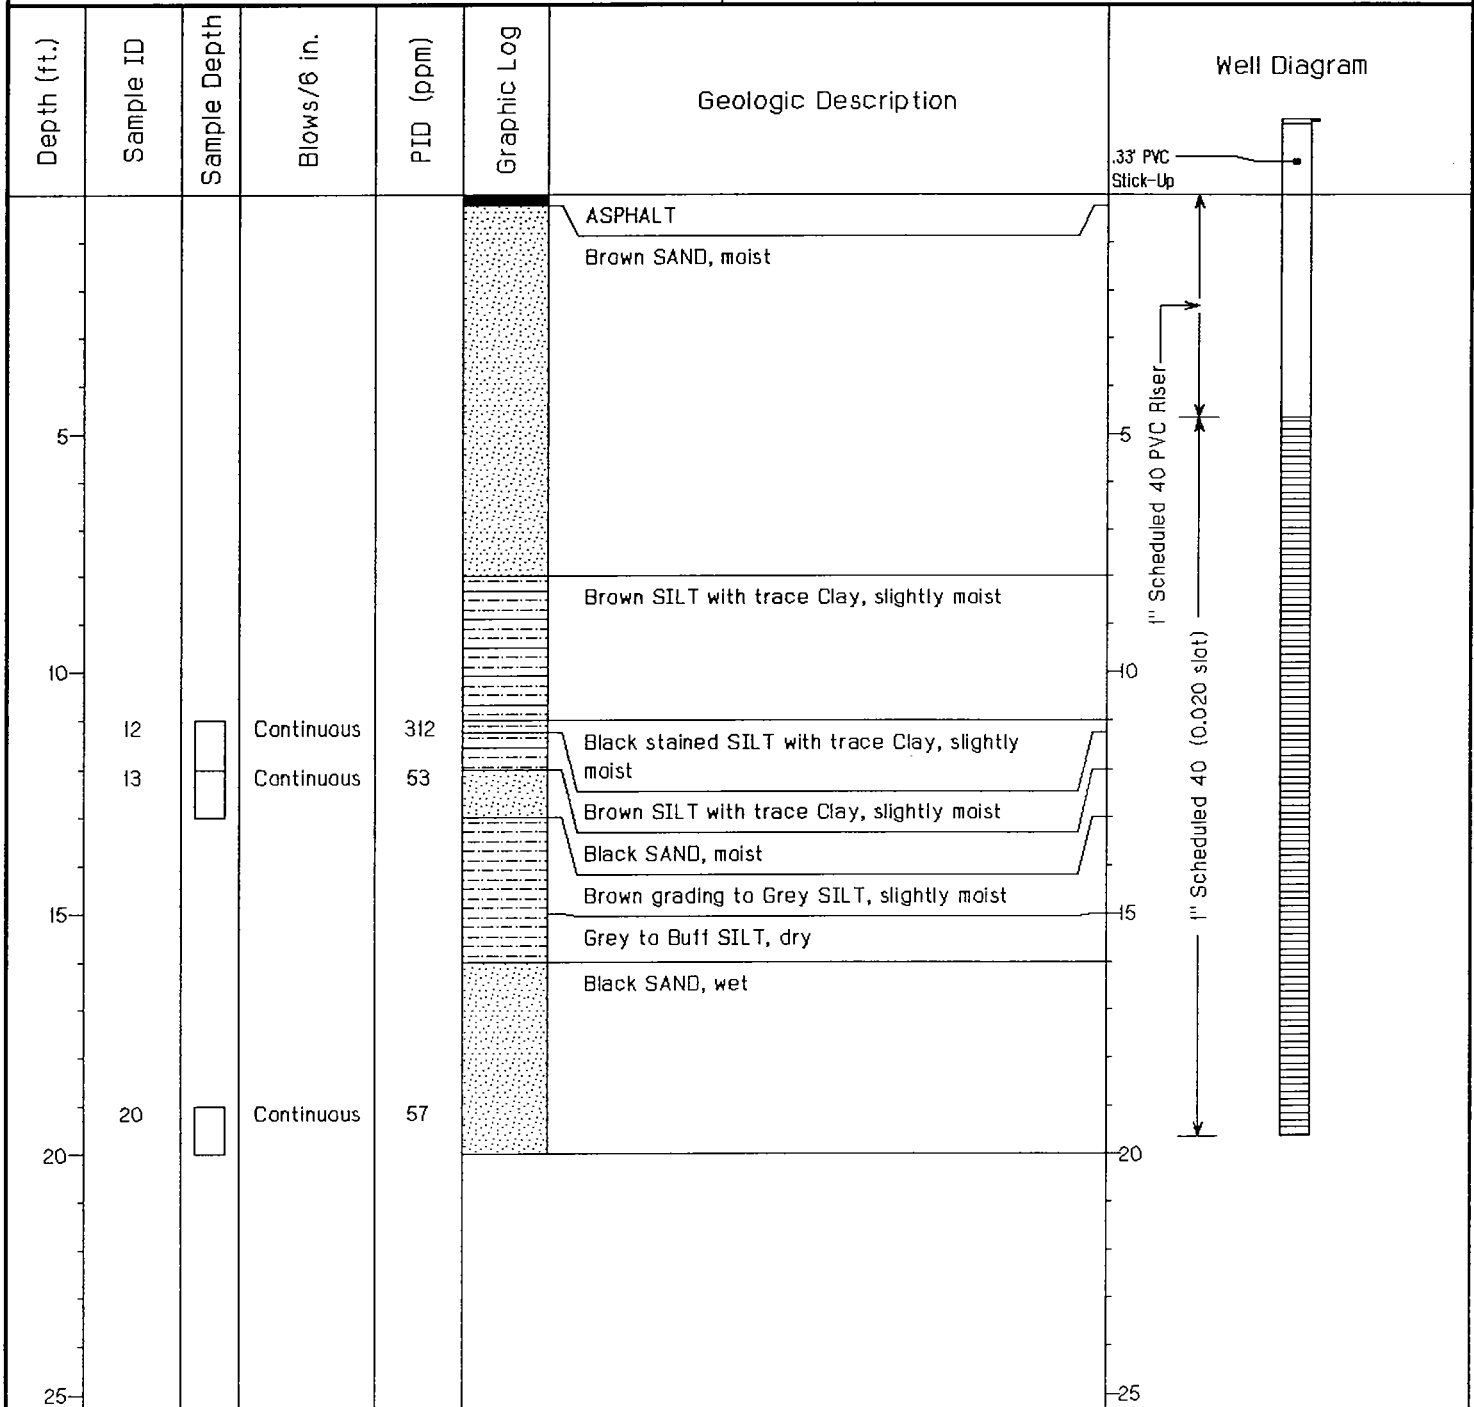 Depth (ft.)
Sample ID
Sample Depth
Blows/6 in.
PID (ppm)
Graphic Log
Geologic Description
Well Diagram
.33' PVC
Stick-Up
ASPHALT
Brown SAND, moist
5
5
1" Scheduled 40 PVC Riser
Brown SILT with trace Clay, slightly moist
10
10
1" Scheduled 40 (0.020 slot)
12
Continuous
312
Black stained SILT with trace Clay, slightly
moist
13
Continuous
53
Brown SILT with trace Clay, slightly moist
Black SAND, moist
Brown grading to Grey SILT, slightly moist
15
15
Grey to Buff SILT, dry
Black SAND, wet
20
Continuous
57
20
20
25
25